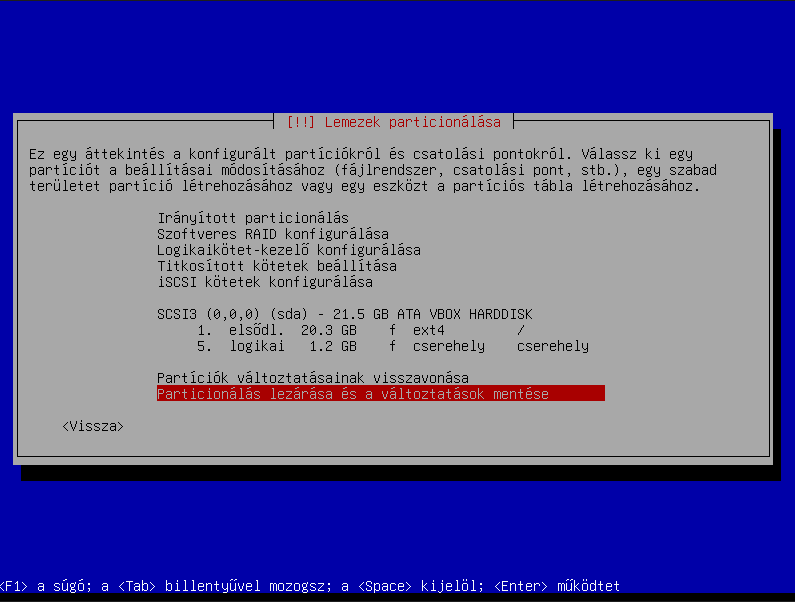 [!!] Lemezek particionálása
Ez egy áttekintés a konfigurált partíciókról és csatolási pontokról. Válassz ki egy
partíciót a beállításai módosításához (fájlrendszer, csatolási pont, stb.), egy szabad
területet partíció létrehozásához vagy egy eszközt a partíciós tábla létrehozásához.
Irányított particionálás
Szoftveres RAID konfigurálása
Logikaikötet-kezelő konfigurálása
Titkosított kötetek beállítása
iSCSI kötetek konfigurálása
SCSI3 (0,0,0) (sda) - 21.5 GB ATA VBOX HARDDISK
1. elsődl. 20.3 GB f ext4 /
5. logikai 1.2 GB f cserehely cserehely
Partíciók változtatásainak visszavonása
Particionálás lezárása és a változtatások mentése
<Vissza>
<F1> a súgó; a <Tab> billentyűvel mozogsz; a <Space> kijelöl; <Enter> működtet